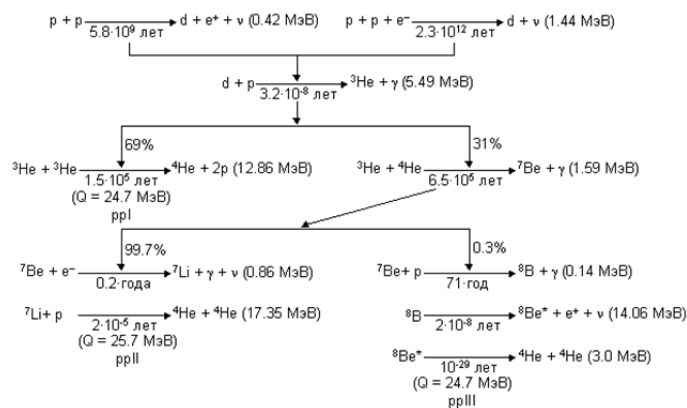 p + p → d + e⁺ + ν (0.42 МэВ)   p + p + e⁻ → d + ν (1.44 МэВ)
5.8·10⁹ лет   2.3·10¹² лет
d + p → ³He + γ (5.49 МэВ)
3.2·10⁻⁸ лет
69%   31%
³He + ³He → ⁴He + 2p (12.86 МэВ)   ³He + ⁴He → ⁷Be + γ (1.59 МэВ)
1.5·10⁵ лет   6.5·10⁵ лет
(Q = 24.7 МэВ)
ppI
99.7%   0.3%
⁷Be + e⁻ → ⁷Li + γ + ν (0.86 МэВ)   ⁷Be+ p → ⁸B + γ (0.14 МэВ)
0.2·года   71·год
⁷Li+ p → ⁴He + ⁴He (17.35 МэВ)   ⁸B → ⁸Be* + e⁺ + ν (14.06 МэВ)
2·10⁻⁵ лет   2·10⁻⁸ лет
(Q = 25.7 МэВ)
ppII
⁸Be* → ⁴He + ⁴He (3.0 МэВ)
10⁻²⁹ лет
(Q = 24.7 МэВ)
ppIII